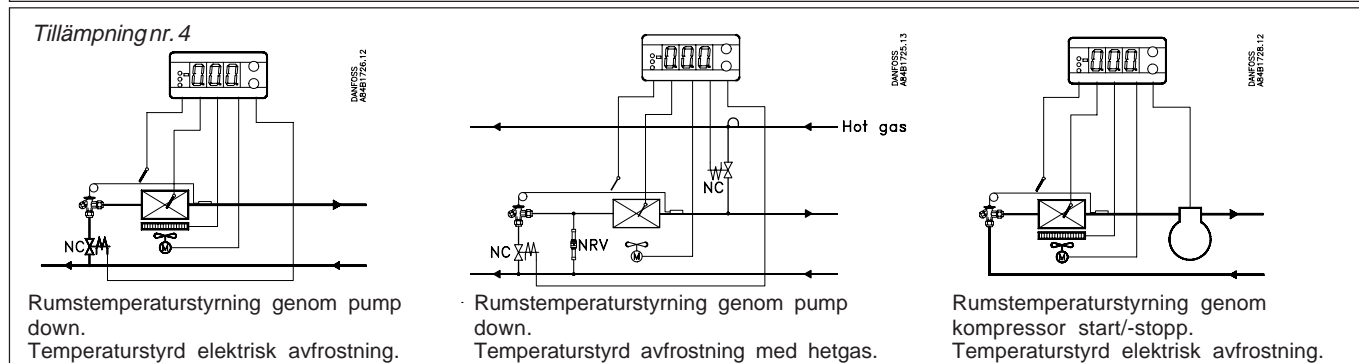 Tillämpning nr. 4
DANFOSS
A84B1726.12
DANFOSS
A84B1725.13
DANFOSS
A84B1728.12
Hot gas
NC
NC
NC
NRV
M
M
M
Rumstemperaturstyrning genom pump
down.
Temperaturstyrd elektrisk avfrostning.
Rumstemperaturstyrning genom pump
down.
Temperaturstyrd avfrostning med hetgas.
Rumstemperaturstyrning genom
kompressor start/-stopp.
Temperaturstyrd elektrisk avfrostning.